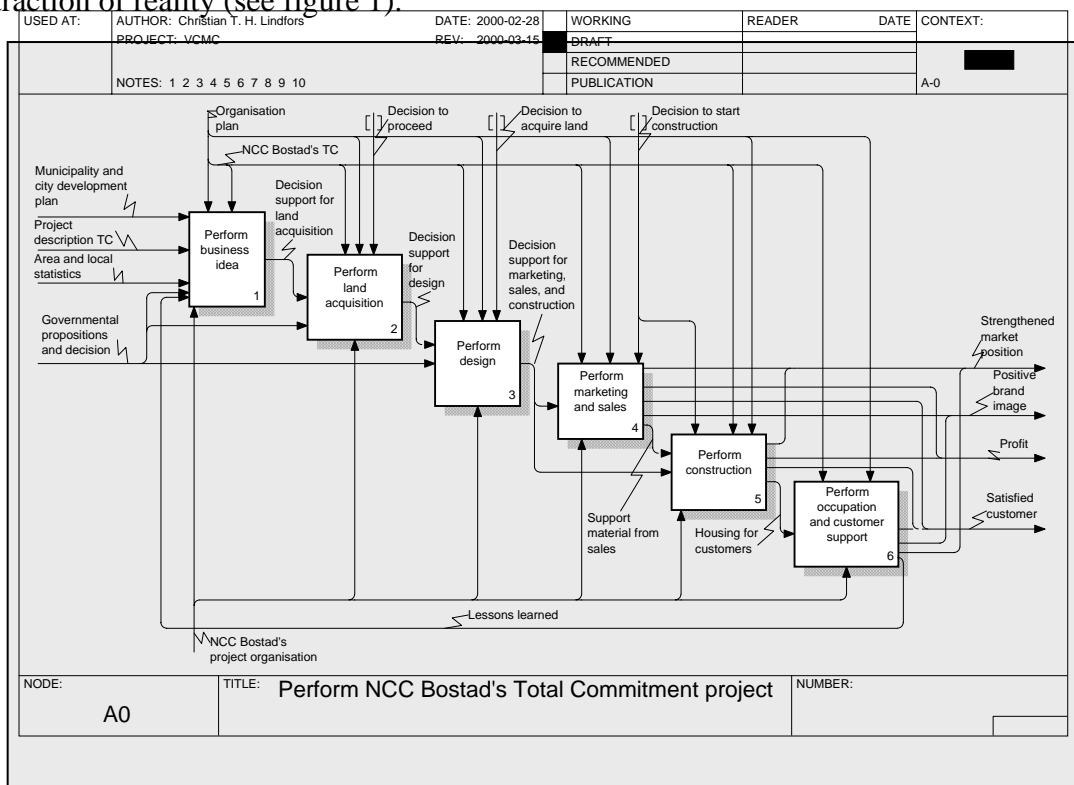 raction of reality (see figure 1).
USED AT:
AUTHOR: Christian T. H. Lindfors
DATE: 2000-02-28
WORKING
READER
DATE
CONTEXT:
PROJECT: VCMC
REV: 2000-03-15
DRAFT
RECOMMENDED
NOTES: 1 2 3 4 5 6 7 8 9 10
PUBLICATION
A-0
Organisation
plan
Decision to
proceed
Decision to
acquire land
Decision to start
construction
NCC Bostad's TC
Municipality and
city development
plan
Project
description TC
Area and local
statistics
Governmental
propositions
and decision
Perform
business
idea
1
Decision
support for
land
acquisition
Perform
land
acquisition
2
Decision
support
for
design
Perform
design
3
Decision
support for
marketing,
sales, and
construction
Perform
marketing
and sales
4
Support
material from
sales
Perform
construction
5
Housing for
customers
Perform
occupation
and customer
support
6
Strengthened
market
position
Positive
brand
image
Profit
Satisfied
customer
Lessons learned
NCC Bostad's
project organisation
NODE:
A0
TITLE:
Perform NCC Bostad's Total Commitment project
NUMBER: